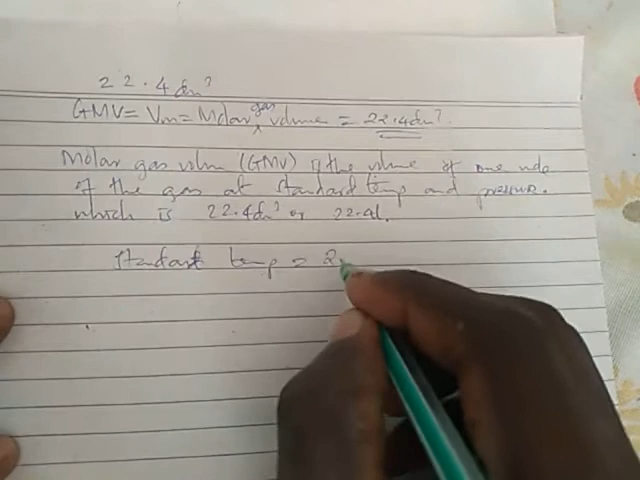 22.4dm³
GMV = Vm = Molar gas volume = 22.4dm³.
Molar gas volm (GMV) is the volume of one mole
of the gas at standard temp and pressure.
which is 22.4dm³ or 22.4l.
Standard temp = 2